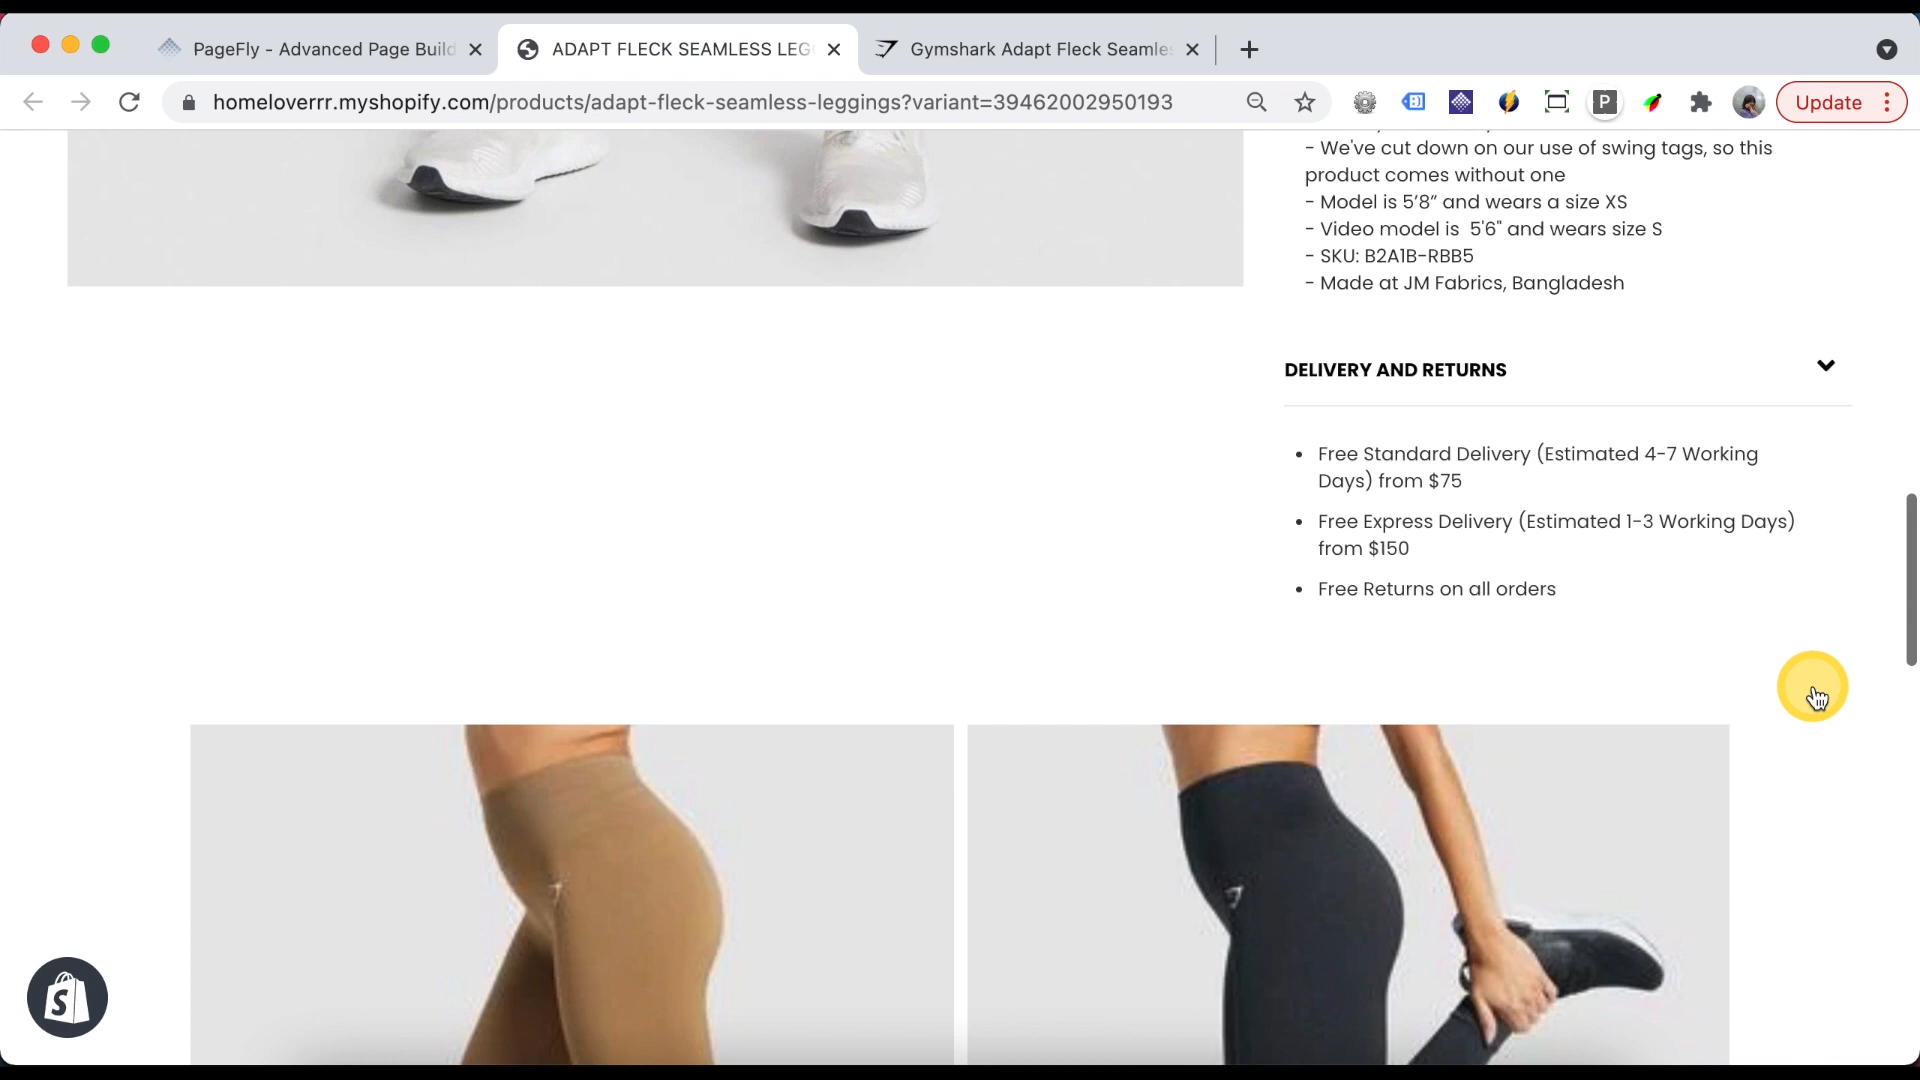 PageFly - Advanced Page Build
ADAPT FLECK SEAMLESS LEG
Gymshark Adapt Fleck Seamle
homeloverrr.myshopify.com/products/adapt-fleck-seamless-leggings?variant=39462002950193
P
Update
- We've cut down on our use of swing tags, so this
product comes without one
- Model is 5’8” and wears a size XS
- Video model is 5'6" and wears size S
- SKU: B2A1B-RBB5
- Made at JM Fabrics, Bangladesh
DELIVERY AND RETURNS
• Free Standard Delivery (Estimated 4-7 Working
Days) from $75
• Free Express Delivery (Estimated 1-3 Working Days)
from $150
• Free Returns on all orders